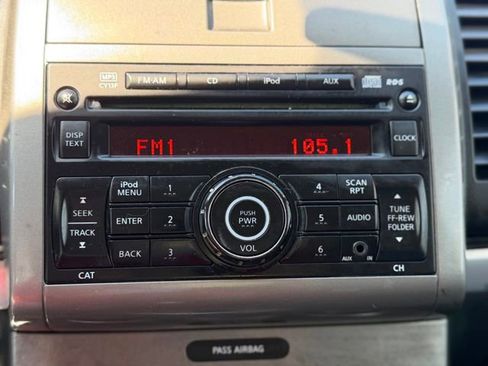 MP3
CY13F
FM·AM
CD
iPod
AUX
RDS
DISP
TEXT
FM1
105.1
CLOCK
iPod
MENU
1
4
SCAN
RPT
SEEK
TRACK
ENTER
2
PUSH
PWR
VOL
5
AUDIO
TUNE
FF·REW
FOLDER
BACK
3
6
AUX
IN
CAT
CH
PASS AIRBAG